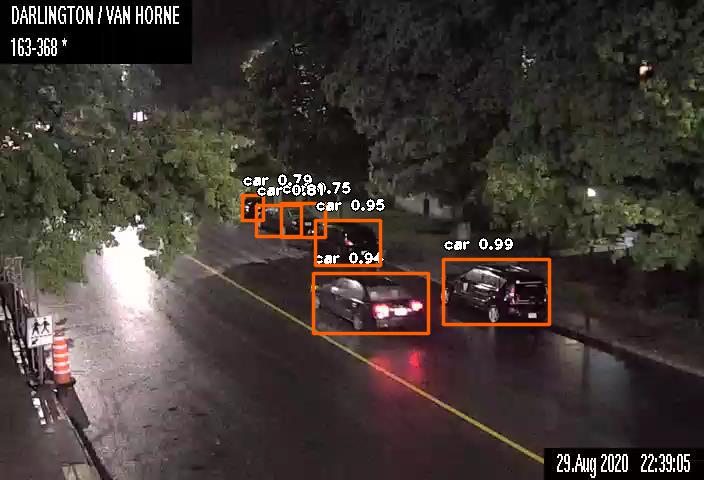 DARLINGTON / VAN HORNE
163-368 *
car 0.79
car 0.81
0.75
car 0.95
car 0.94
car 0.99
29.Aug 2020 22:39:05